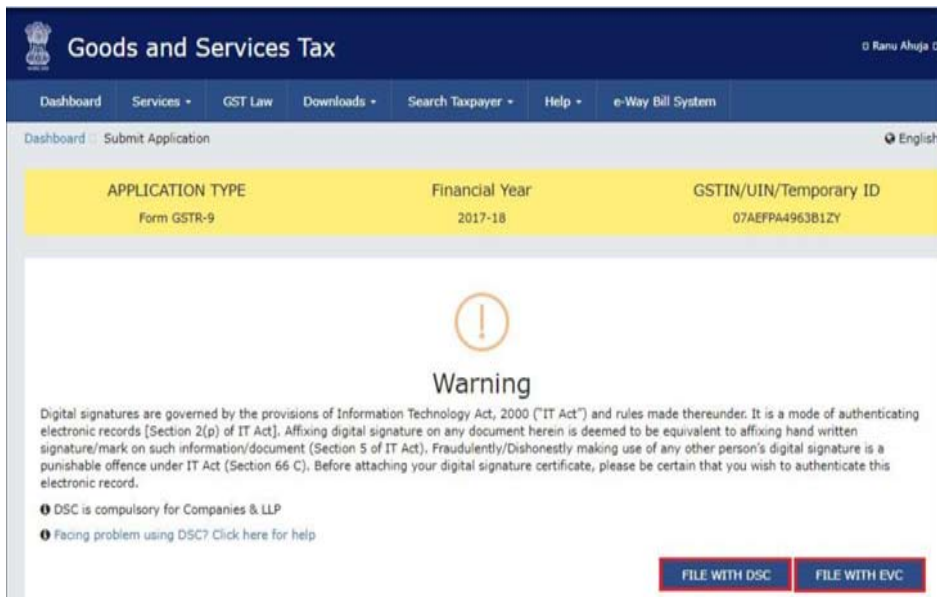 Goods and Services Tax
Ranu Ahuja
Dashboard Services GST Law Downloads Search Taxpayer Help e-Way Bill System
Dashboard Submit Application English
APPLICATION TYPE Financial Year GSTIN/UIN/Temporary ID
Form GSTR-9 2017-18 07AEFPA4963B1ZY
Warning
Digital signatures are governed by the provisions of Information Technology Act, 2000 ("IT Act") and rules made thereunder. It is a mode of authenticating
electronic records [Section 2(p) of IT Act]. Affixing digital signature on any document herein is deemed to be equivalent to affixing hand written
signature/mark on such information/document (Section 5 of IT Act). Fraudulently/Dishonestly making use of any other person's digital signature is a
punishable offence under IT Act (Section 66 C). Before attaching your digital signature certificate, please be certain that you wish to authenticate this
electronic record.
DSC is compulsory for Companies & LLP
Facing problem using DSC? Click here for help
FILE WITH DSC FILE WITH EVC